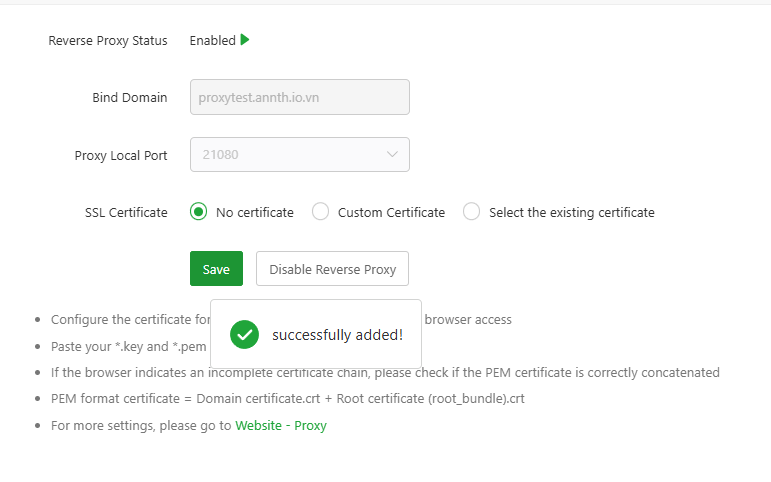 Reverse Proxy Status Enabled
Bind Domain proxytest.annth.io.vn
Proxy Local Port 21080
SSL Certificate No certificate Custom Certificate Select the existing certificate
Save Disable Reverse Proxy
Configure the certificate for browser access
successfully added!
Paste your *.key and *.pem
If the browser indicates an incomplete certificate chain, please check if the PEM certificate is correctly concatenated
PEM format certificate = Domain certificate.crt + Root certificate (root_bundle).crt
For more settings, please go to Website - Proxy